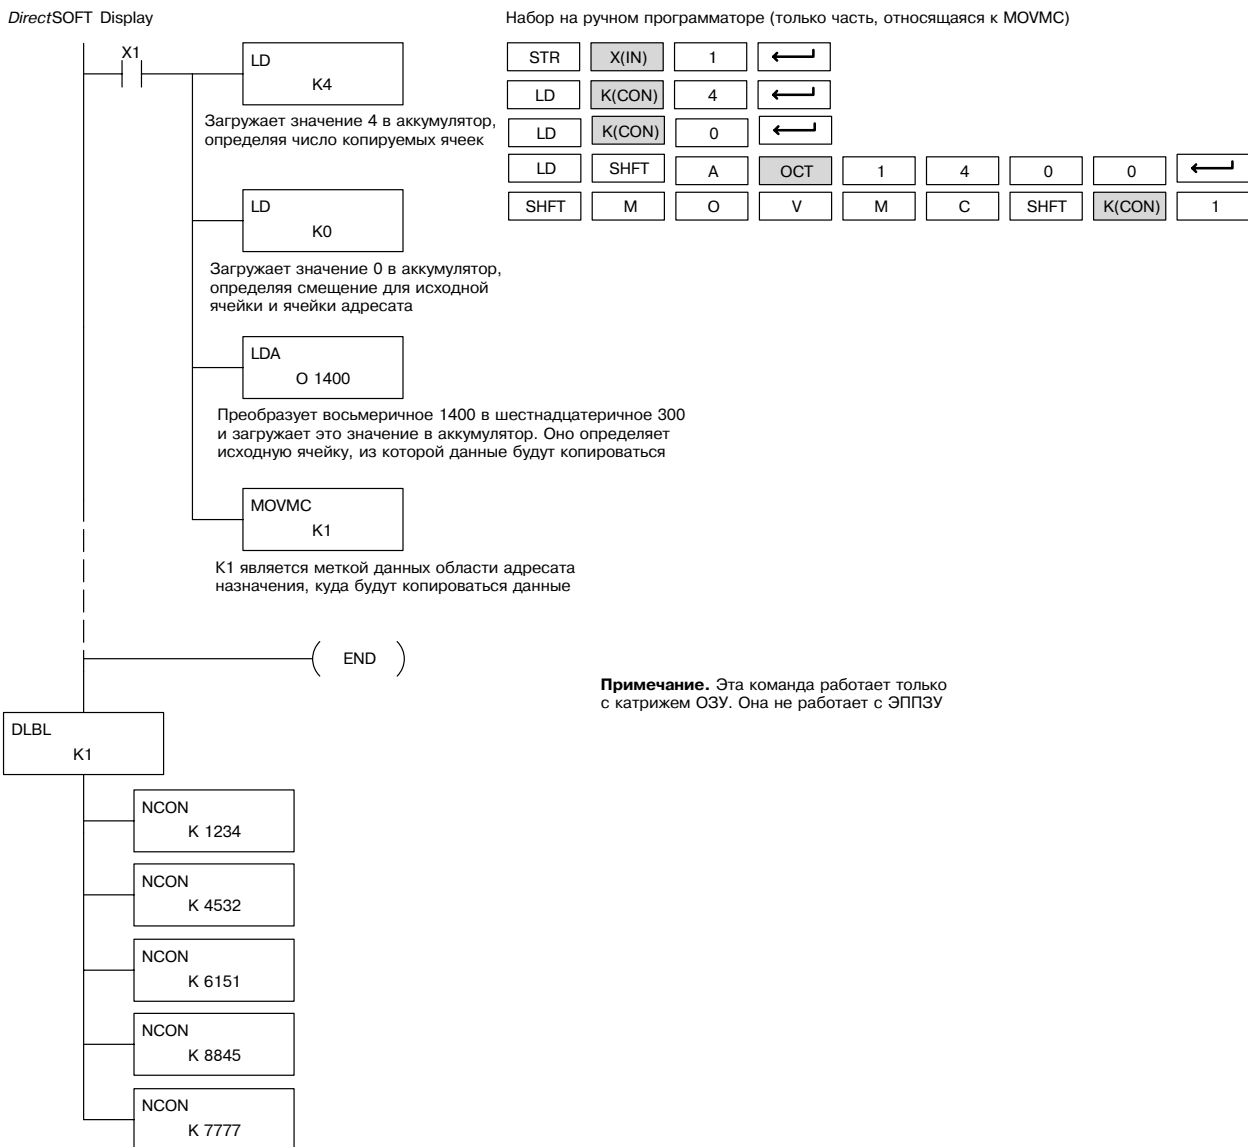 DirectSOFT Display
Набор на ручном программаторе (только часть, относящаяся к MOVMC)
X1
LD
K4
Загружает значение 4 в аккумулятор,
определяя число копируемых ячеек
LD
K0
Загружает значение 0 в аккумулятор,
определяя смещение для исходной
ячейки и ячейки адресата
LDA
O 1400
Преобразует восьмеричное 1400 в шестнадцатеричное 300
и загружает это значение в аккумулятор. Оно определяет
исходную ячейку, из которой данные будут копироваться
MOVMC
K1
К1 является меткой данных области адресата
назначения, куда будут копироваться данные
STR X(IN) 1
LD K(CON) 4
LD K(CON) 0
LD SHFT A OCT 1 4 0 0
SHFT M O V M C SHFT K(CON) 1
END
Примечание. Эта команда работает только
с катрижем ОЗУ. Она не работает с ЭППЗУ
DLBL
K1
NCON
K 1234
NCON
K 4532
NCON
K 6151
NCON
K 8845
NCON
K 7777